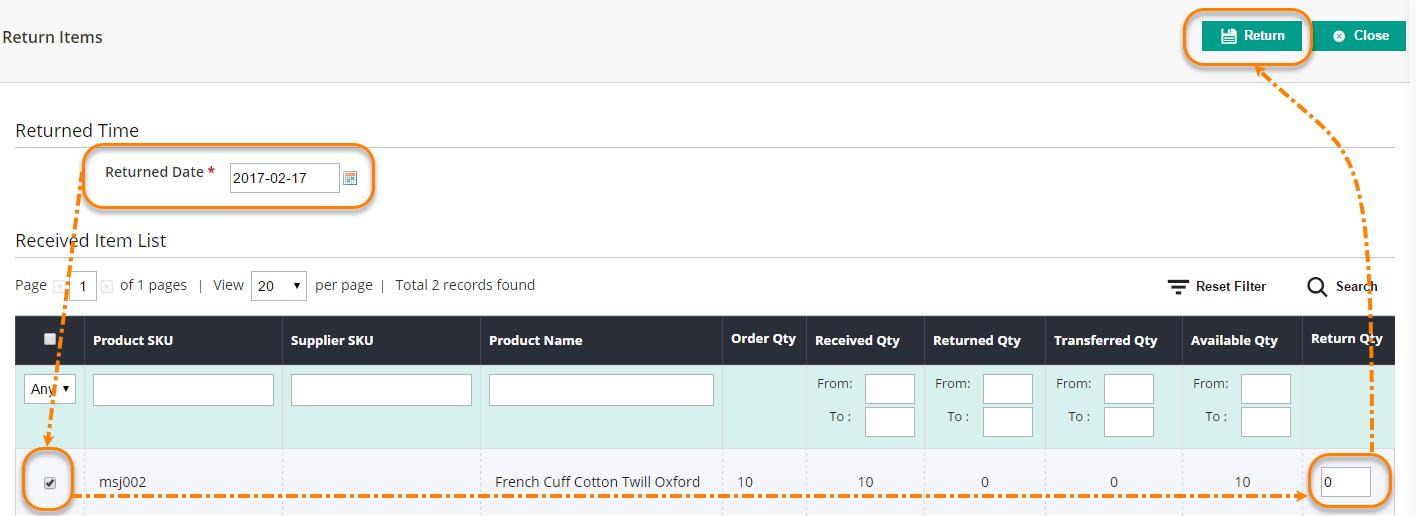 Return Items
Return
Close
Returned Time
Returned Date *
2017-02-17
Received Item List
Page 1 of 1 pages | View 20 per page | Total 2 records found
Reset Filter
Search
Product SKU Supplier SKU Product Name Order Qty Received Qty Returned Qty Transferred Qty Available Qty Return Qty
Any From: From: From: From:
To : To : To : To :
msj002 French Cuff Cotton Twill Oxford 10 10 0 0 10 0